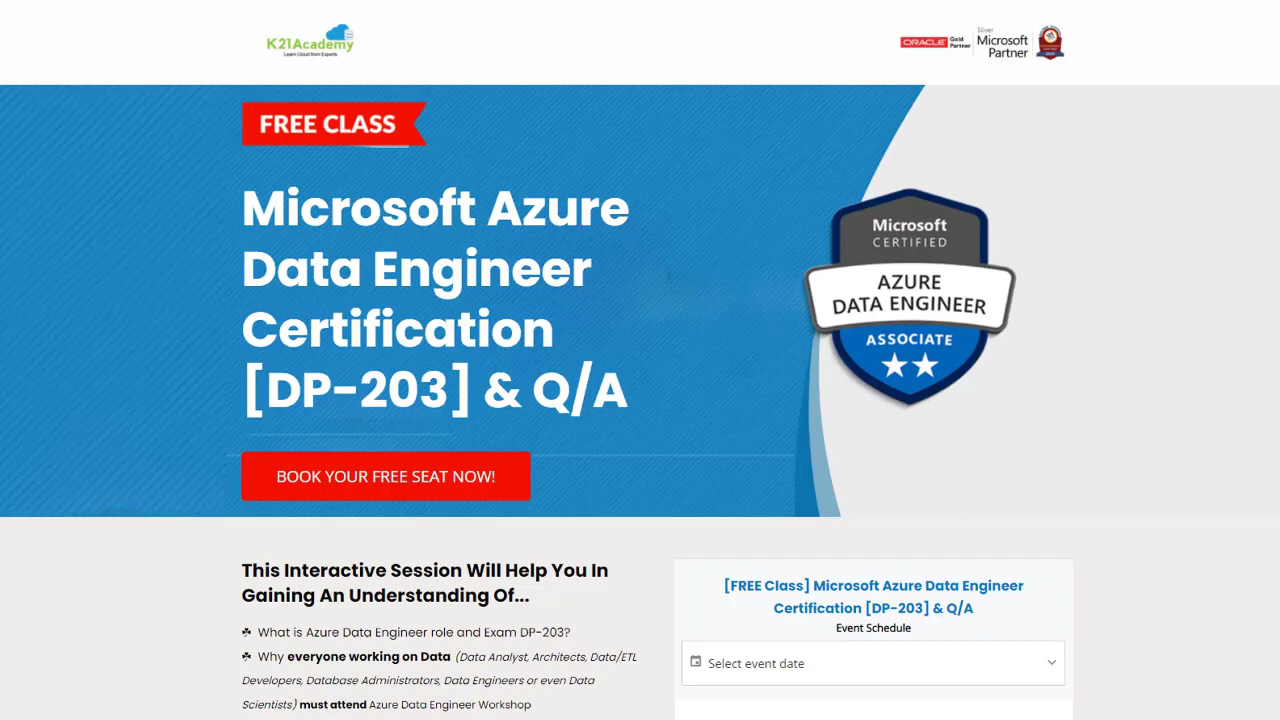 K21Academy
Learn Cloud from Experts
ORACLE Gold Partner
Silver
Microsoft
Partner
FREE CLASS
Microsoft Azure
Data Engineer
Certification
[DP-203] & Q/A
BOOK YOUR FREE SEAT NOW!
Microsoft
CERTIFIED
AZURE
DATA ENGINEER
ASSOCIATE
This Interactive Session Will Help You In
Gaining An Understanding Of...
What is Azure Data Engineer role and Exam DP-203?
Why everyone working on Data (Data Analyst, Architects, Data/ETL
Developers, Database Administrators, Data Engineers or even Data
Scientists) must attend Azure Data Engineer Workshop
[FREE Class] Microsoft Azure Data Engineer
Certification [DP-203] & Q/A
Event Schedule
Select event date